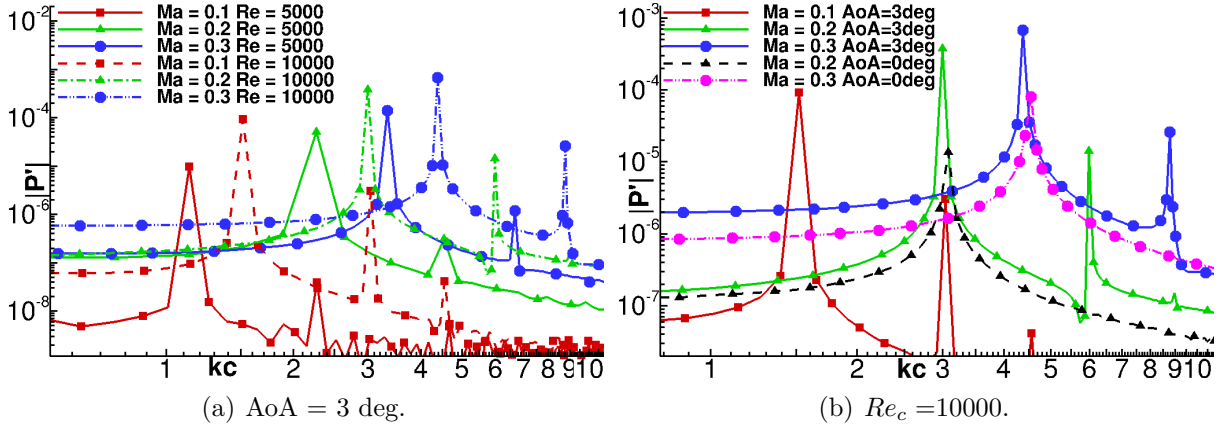 10^-2
10^-4
10^-6
10^-8
|P'|
Ma = 0.1 Re = 5000
Ma = 0.2 Re = 5000
Ma = 0.3 Re = 5000
Ma = 0.1 Re = 10000
Ma = 0.2 Re = 10000
Ma = 0.3 Re = 10000
1 2 3 4 5 6 7 8 9 10
kc
(a) AoA = 3 deg.
10^-3
10^-4
10^-5
10^-6
10^-7
|P'|
Ma = 0.1 AoA=3deg
Ma = 0.2 AoA=3deg
Ma = 0.3 AoA=3deg
Ma = 0.2 AoA=0deg
Ma = 0.3 AoA=0deg
1 2 3 4 5 6 7 8 9 10
kc
(b) Re_c =10000.